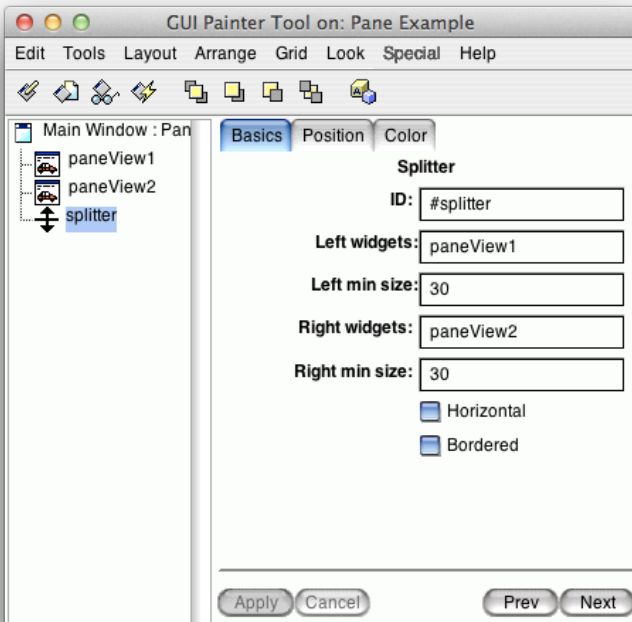 GUI Painter Tool on: Pane Example
Edit Tools Layout Arrange Grid Look Special Help
Main Window : Pan
paneView1
paneView2
splitter
Basics Position Color
Splitter
ID: #splitter
Left widgets: paneView1
Left min size: 30
Right widgets: paneView2
Right min size: 30
Horizontal
Bordered
Apply Cancel Prev Next